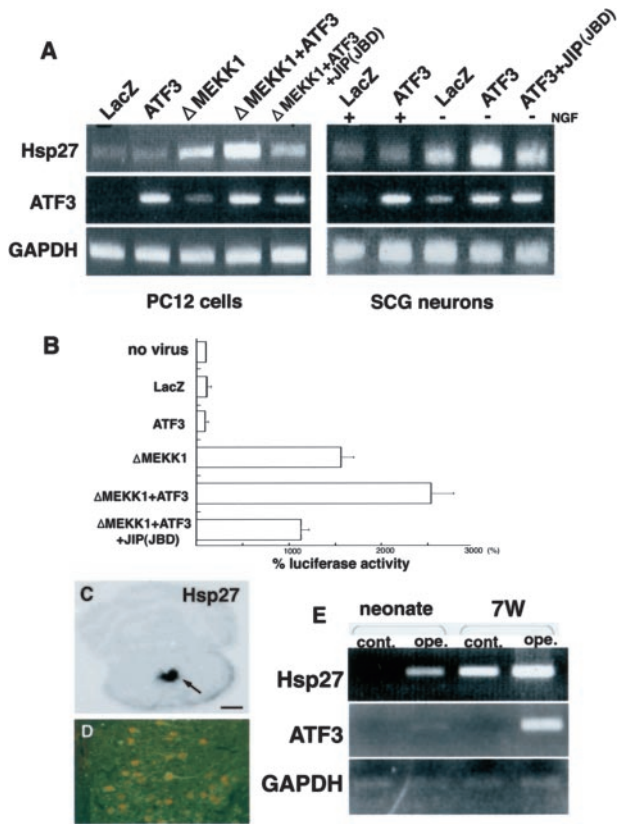 A
LacZ
ATF3
ΔMEKK1
ΔMEKK1+ATF3
ΔMEKK1+ATF3
+JIP(JBD)
LacZ
ATF3
LacZ
ATF3
ATF3+JIP(JBD)
+ + - - - NGF
Hsp27
ATF3
GAPDH
PC12 cells
SCG neurons
B
no virus
LacZ
ATF3
ΔMEKK1
ΔMEKK1+ATF3
ΔMEKK1+ATF3
+JIP(JBD)
1000 2000 3000 (%)
% luciferase activity
C Hsp27
D
E
neonate 7W
cont. ope. cont. ope.
Hsp27
ATF3
GAPDH